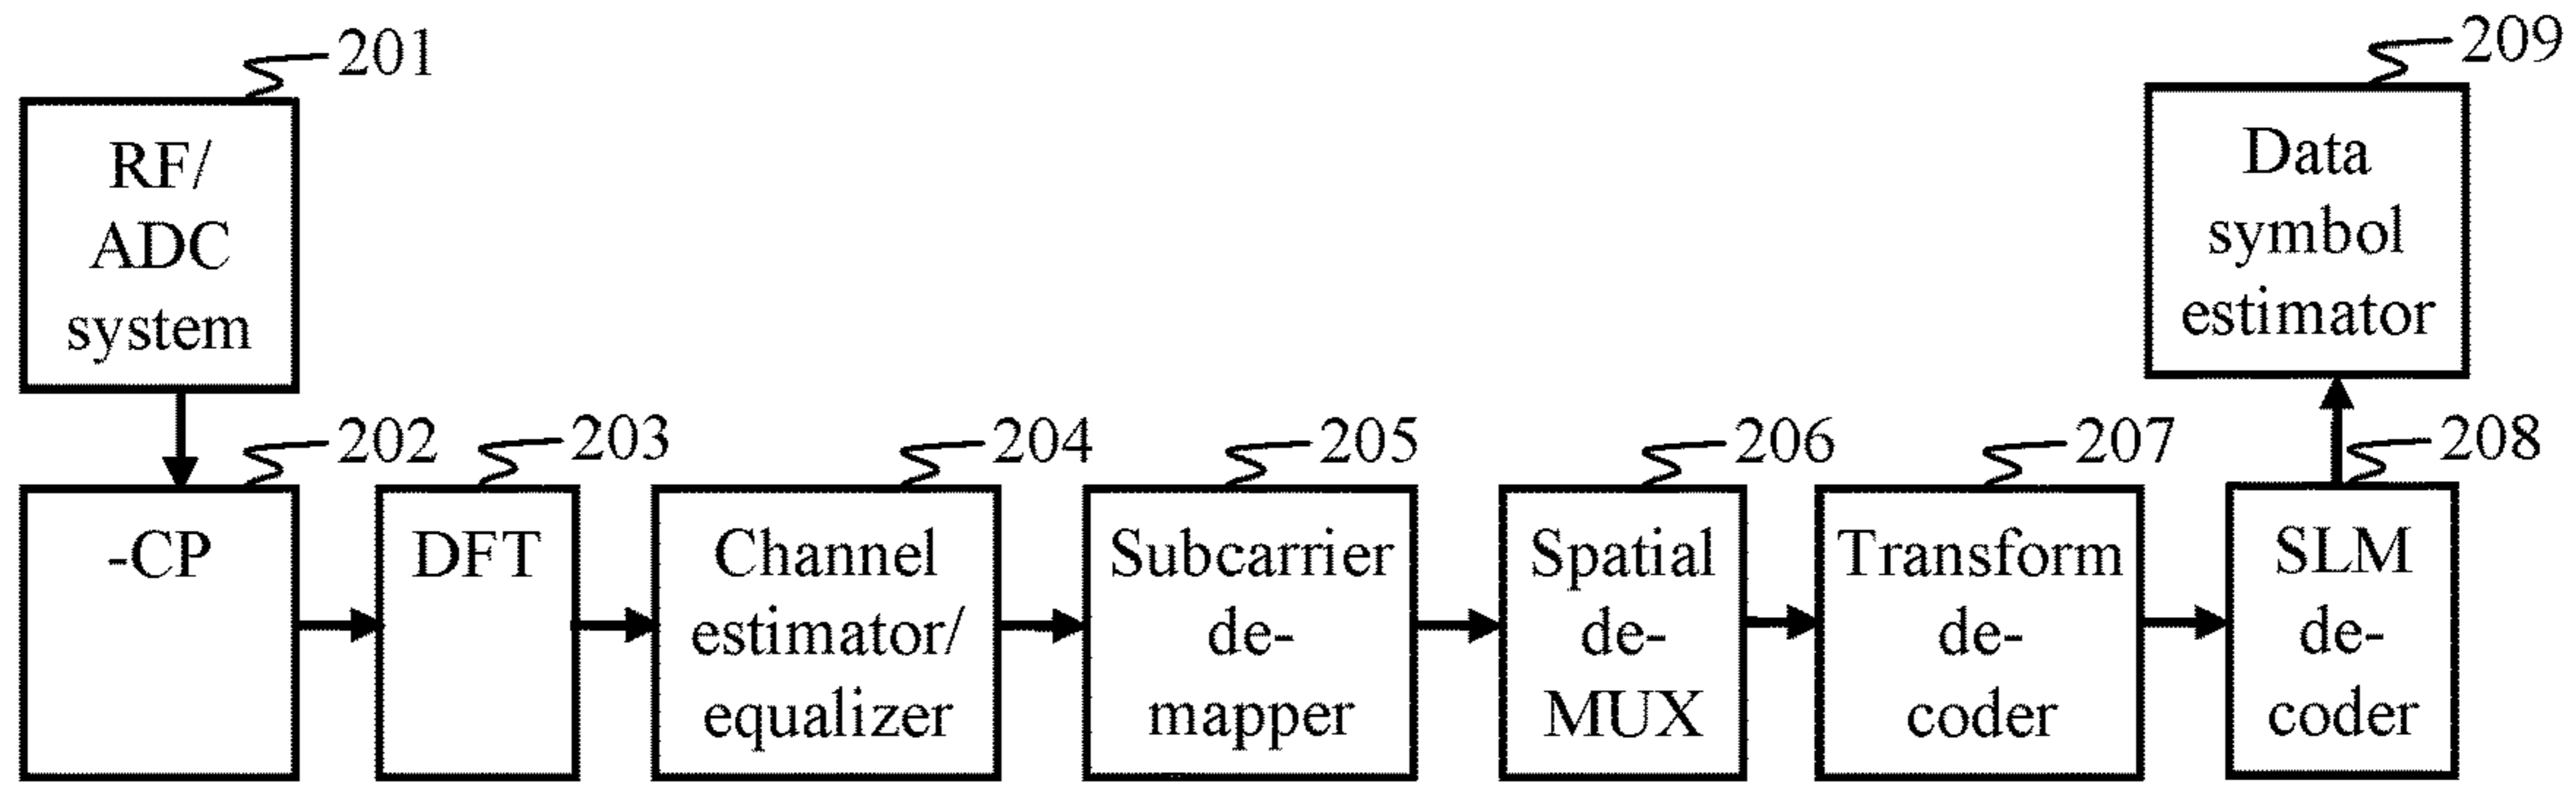 201
RF/
ADC
system
209
Data
symbol
estimator
202
-CP
203
DFT
204
Channel
estimator/
equalizer
205
Subcarrier
de-
mapper
206
Spatial
de-
MUX
207
Transform
de-
coder
208
SLM
de-
coder